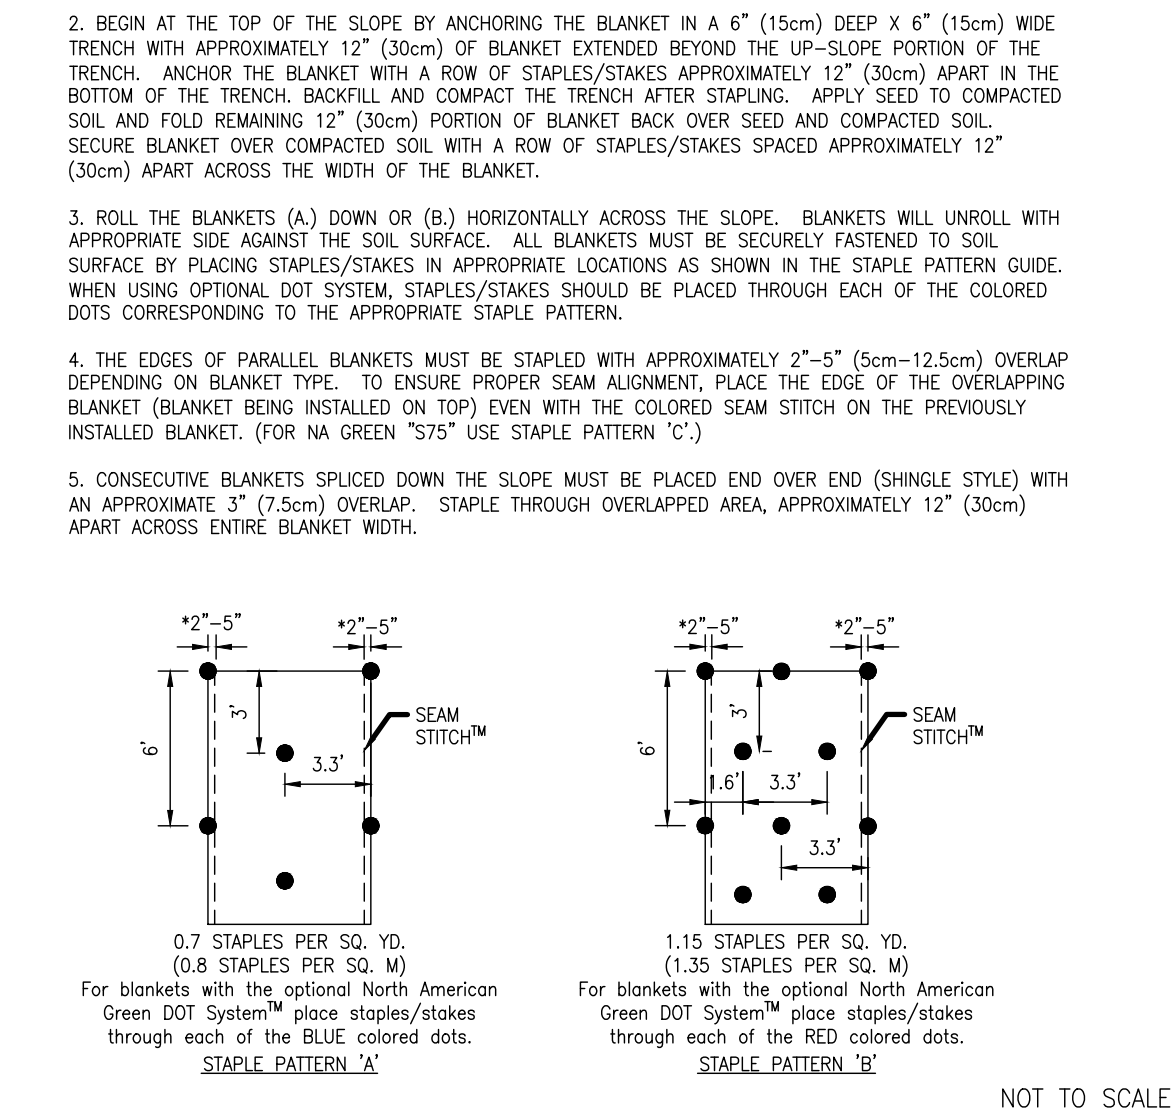 2. BEGIN AT THE TOP OF THE SLOPE BY ANCHORING THE BLANKET IN A 6” (15cm) DEEP X 6” (15cm) WIDE
TRENCH WITH APPROXIMATELY 12” (30cm) OF BLANKET EXTENDED BEYOND THE UP–SLOPE PORTION OF THE
TRENCH. ANCHOR THE BLANKET WITH A ROW OF STAPLES/STAKES APPROXIMATELY 12” (30cm) APART IN THE
BOTTOM OF THE TRENCH. BACKFILL AND COMPACT THE TRENCH AFTER STAPLING. APPLY SEED TO COMPACTED
SOIL AND FOLD REMAINING 12” (30cm) PORTION OF BLANKET BACK OVER SEED AND COMPACTED SOIL.
SECURE BLANKET OVER COMPACTED SOIL WITH A ROW OF STAPLES/STAKES SPACED APPROXIMATELY 12”
(30cm) APART ACROSS THE WIDTH OF THE BLANKET.
3. ROLL THE BLANKETS (A.) DOWN OR (B.) HORIZONTALLY ACROSS THE SLOPE. BLANKETS WILL UNROLL WITH
APPROPRIATE SIDE AGAINST THE SOIL SURFACE. ALL BLANKETS MUST BE SECURELY FASTENED TO SOIL
SURFACE BY PLACING STAPLES/STAKES IN APPROPRIATE LOCATIONS AS SHOWN IN THE STAPLE PATTERN GUIDE.
WHEN USING OPTIONAL DOT SYSTEM, STAPLES/STAKES SHOULD BE PLACED THROUGH EACH OF THE COLORED
DOTS CORRESPONDING TO THE APPROPRIATE STAPLE PATTERN.
4. THE EDGES OF PARALLEL BLANKETS MUST BE STAPLED WITH APPROXIMATELY 2”–5” (5cm–12.5cm) OVERLAP
DEPENDING ON BLANKET TYPE. TO ENSURE PROPER SEAM ALIGNMENT, PLACE THE EDGE OF THE OVERLAPPING
BLANKET (BLANKET BEING INSTALLED ON TOP) EVEN WITH THE COLORED SEAM STITCH ON THE PREVIOUSLY
INSTALLED BLANKET. (FOR NA GREEN "S75" USE STAPLE PATTERN 'C'.)
5. CONSECUTIVE BLANKETS SPLICED DOWN THE SLOPE MUST BE PLACED END OVER END (SHINGLE STYLE) WITH
AN APPROXIMATE 3” (7.5cm) OVERLAP. STAPLE THROUGH OVERLAPPED AREA, APPROXIMATELY 12” (30cm)
APART ACROSS ENTIRE BLANKET WIDTH.
*2”–5”
*2”–5”
3'
6'
3.3'
SEAM
STITCH™
0.7 STAPLES PER SQ. YD.
(0.8 STAPLES PER SQ. M)
For blankets with the optional North American
Green DOT System™ place staples/stakes
through each of the BLUE colored dots.
STAPLE PATTERN 'A'
*2”–5”
*2”–5”
3'
6'
1.6'
3.3'
3.3'
SEAM
STITCH™
1.15 STAPLES PER SQ. YD.
(1.35 STAPLES PER SQ. M)
For blankets with the optional North American
Green DOT System™ place staples/stakes
through each of the RED colored dots.
STAPLE PATTERN 'B'
NOT TO SCALE